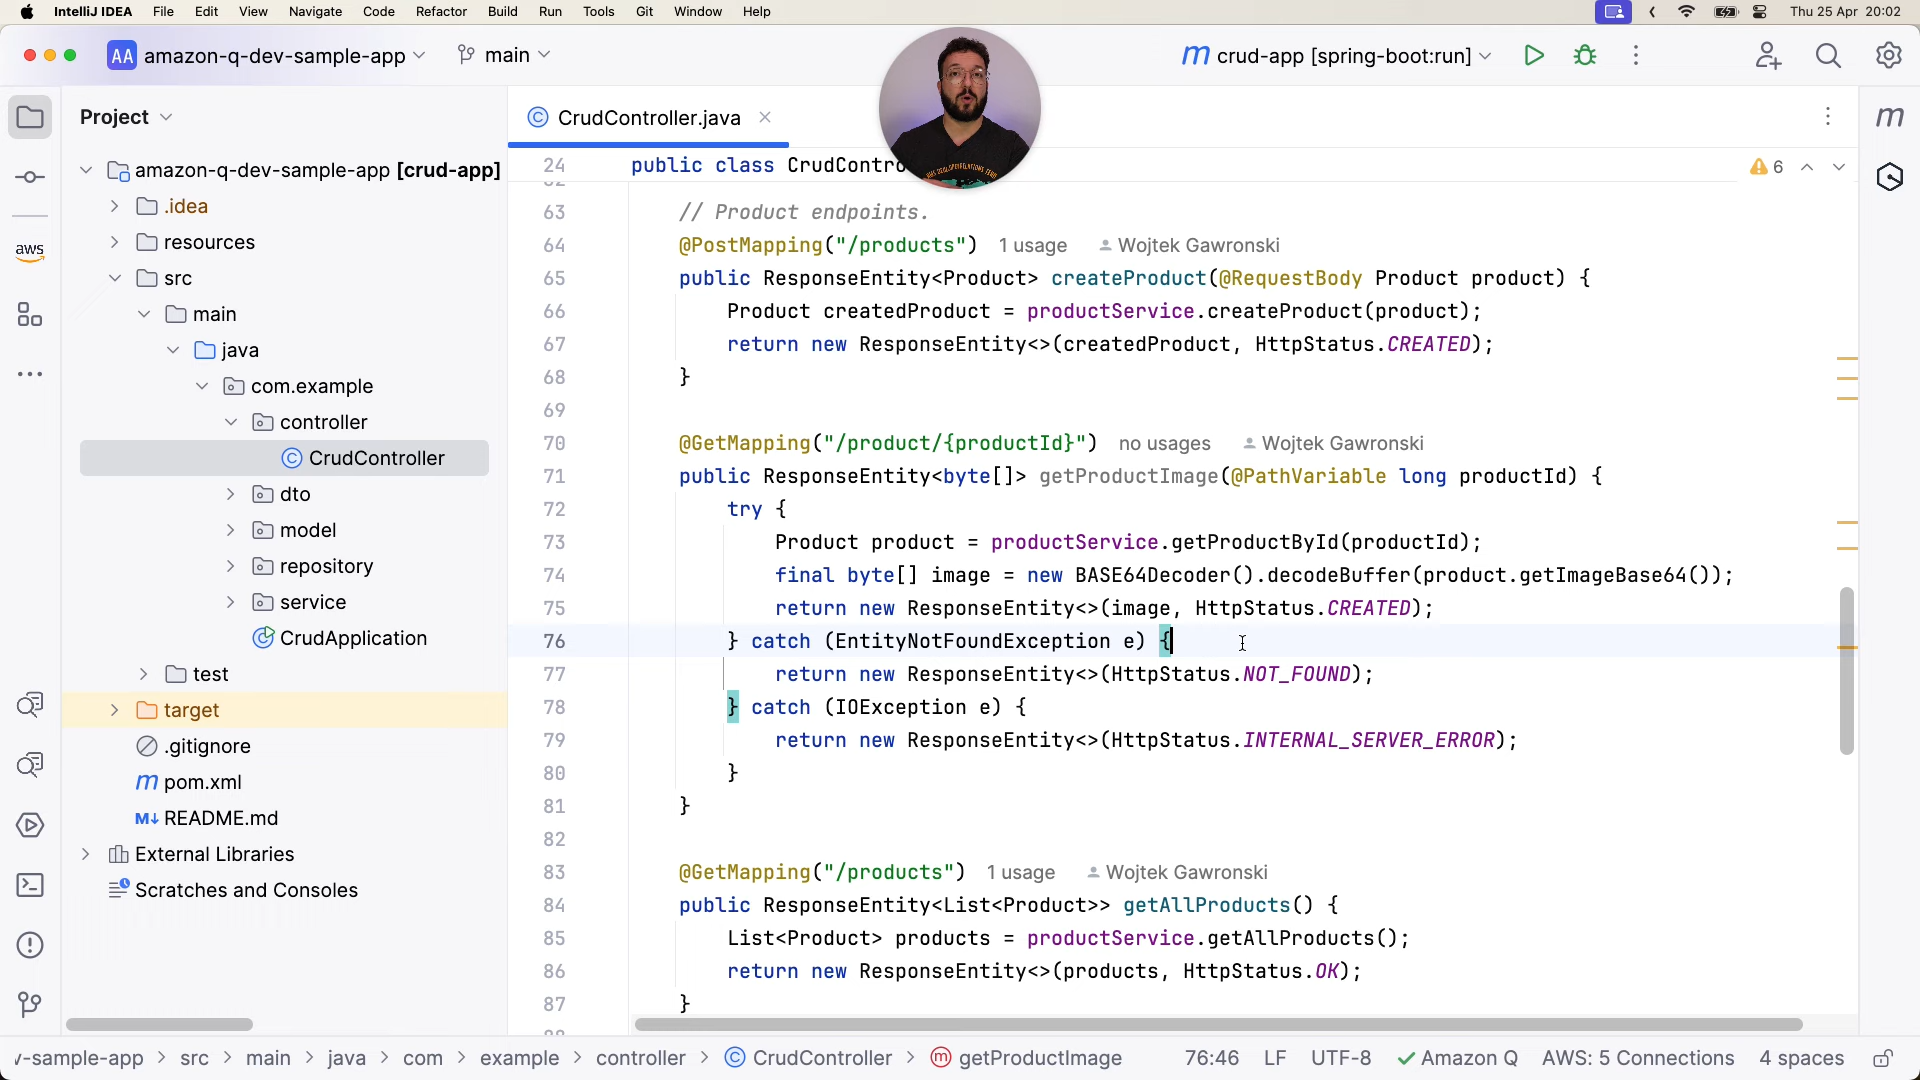 IntelliJ IDEA File Edit View Navigate Code Refactor Build Run Tools Git Window Help Thu 25 Apr 20:02
AA amazon-q-dev-sample-app main crud-app [spring-boot:run]
Project
CrudController.java
aws
amazon-q-dev-sample-app [crud-app]
.idea
resources
src
main
java
com.example
controller
CrudController
dto
model
repository
service
CrudApplication
test
target
.gitignore
pom.xml
README.md
External Libraries
Scratches and Consoles
24 public class CrudContro
6
63 // Product endpoints.
64 @PostMapping("/products") 1 usage Wojtek Gawronski
65 public ResponseEntity<Product> createProduct(@RequestBody Product product) {
66 Product createdProduct = productService.createProduct(product);
67 return new ResponseEntity<>(createdProduct, HttpStatus.CREATED);
68 }
69
70 @GetMapping("/product/{productId}") no usages Wojtek Gawronski
71 public ResponseEntity<byte[]> getProductImage(@PathVariable long productId) {
72 try {
73 Product product = productService.getProductById(productId);
74 final byte[] image = new BASE64Decoder().decodeBuffer(product.getImageBase64());
75 return new ResponseEntity<>(image, HttpStatus.CREATED);
76 } catch (EntityNotFoundException e) {
77 return new ResponseEntity<>(HttpStatus.NOT_FOUND);
78 } catch (IOException e) {
79 return new ResponseEntity<>(HttpStatus.INTERNAL_SERVER_ERROR);
80 }
81 }
82
83 @GetMapping("/products") 1 usage Wojtek Gawronski
84 public ResponseEntity<List<Product>> getAllProducts() {
85 List<Product> products = productService.getAllProducts();
86 return new ResponseEntity<>(products, HttpStatus.OK);
87 }
-sample-app > src > main > java > com > example > controller > CrudController > getProductImage 76:46 LF UTF-8 Amazon Q AWS: 5 Connections 4 spaces